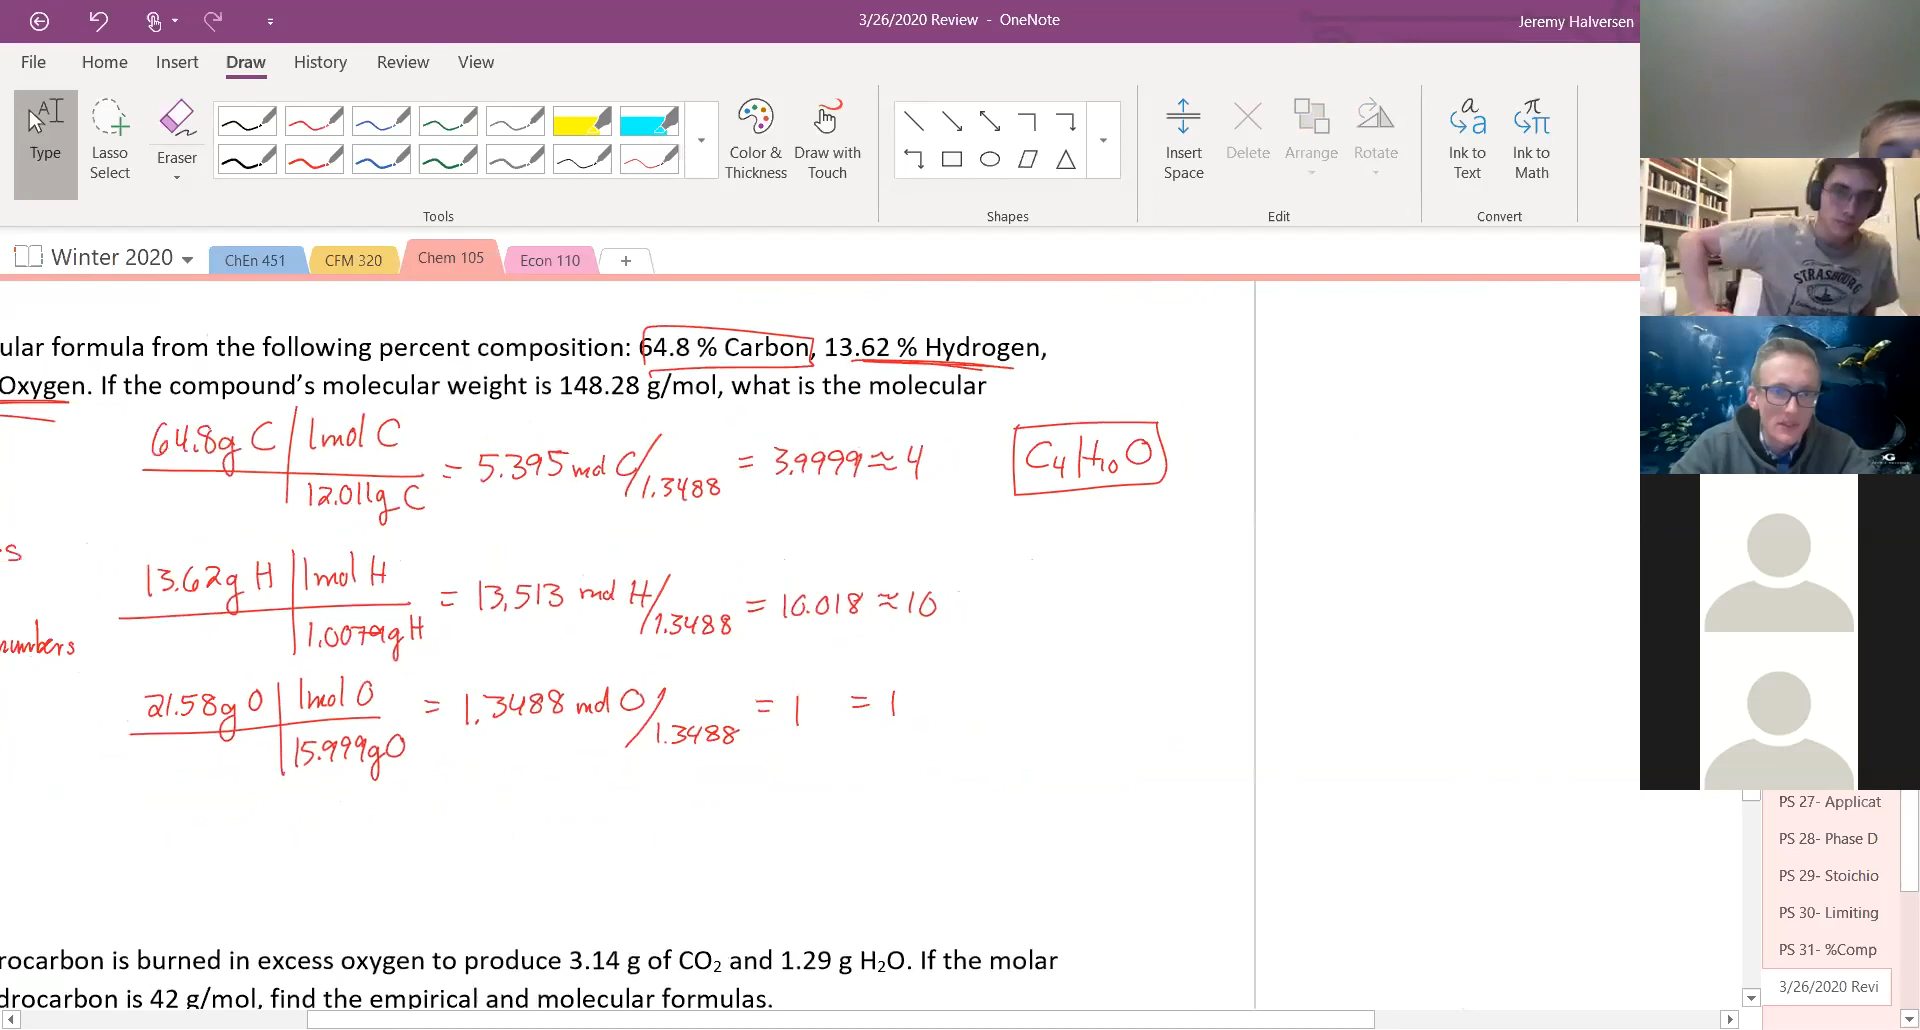 3/26/2020 Review - OneNote
Jeremy Halversen
File Home Insert Draw History Review View
Type
Lasso Select
Eraser
Color & Thickness
Draw with Touch
Insert Space
Delete
Arrange
Rotate
Ink to Text
Ink to Math
Tools
Shapes
Edit
Convert
Winter 2020
ChEn 451
CFM 320
Chem 105
Econ 110
+
ular formula from the following percent composition: 64.8 % Carbon, 13.62 % Hydrogen,
Oxygen. If the compound's molecular weight is 148.28 g/mol, what is the molecular
64.8g C | 1mol C
12.011g C
= 5.395 mol C/1.3488 = 3.9999 ≈ 4
C₄H₁₀O
s
13.62g H | 1mol H
1.0079g H
= 13.513 mol H/1.3488 = 10.018 ≈ 10
numbers
21.58g O | 1mol O
15.999g O
= 1.3488 mol O/1.3488 = 1 = 1
rocarbon is burned in excess oxygen to produce 3.14 g of CO₂ and 1.29 g H₂O. If the molar
drocarbon is 42 g/mol, find the empirical and molecular formulas.
STRASBOURG
PS 27- Applicat
PS 28- Phase D
PS 29- Stoichio
PS 30- Limiting
PS 31- %Comp
3/26/2020 Revi